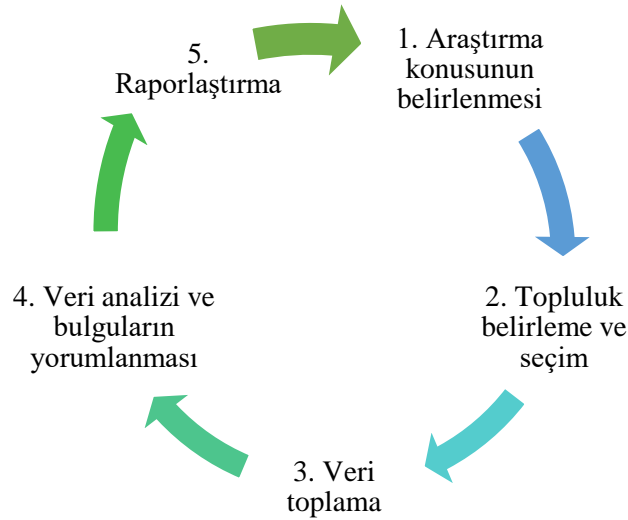 1. Araştırma
konusunun
belirlenmesi
2. Topluluk
belirleme ve
seçim
3. Veri
toplama
4. Veri analizi ve
bulguların
yorumlanması
5.
Raporlaştırma